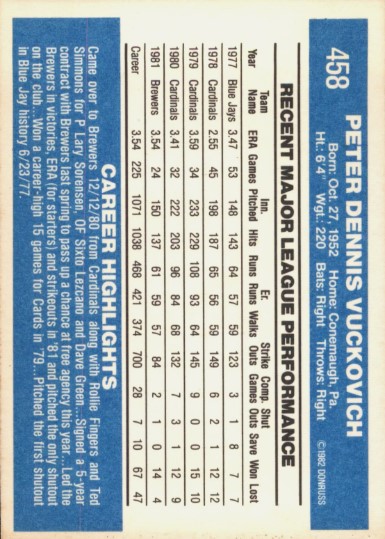 458
PETER DENNIS VUCKOVICH
Born: Oct. 27, 1952 Home: Conemaugh, Pa.
Ht.: 6'4" Wgt.: 220 Bats: Right Throws: Right
©1982 DONRUSS
RECENT MAJOR LEAGUE PERFORMANCE
Team Inn. Er. Strike Comp. Shut
Year Name ERA Games Pitched Hits Runs Runs Walks Outs Games Outs Save Won Lost
1977 Blue Jays 3.47 53 148 143 64 57 59 123 3 1 8 7 7
1978 Cardinals 2.55 45 198 187 65 56 59 149 6 2 1 12 12
1979 Cardinals 3.59 34 233 229 108 93 64 145 9 0 0 15 10
1980 Cardinals 3.41 32 222 203 96 84 68 132 7 3 1 12 9
1981 Brewers 3.54 24 150 137 61 59 57 84 2 1 0 14 4
Career 3.54 225 1071 1038 468 421 374 700 28 7 10 67 47
CAREER HIGHLIGHTS
Came over to Brewers 12/12/80 from Cardinals along with Rollie Fingers and Ted
Simmons for P Lary Sorensen, OF Sixto Lezcano and Dave Green...Signed a 5-year
contract with Brewers last spring to pass up a chance at free agency this year...Led the
Brewers in victories, ERA (for starters) and strikeouts in '81 and pitched the only shutout
on the club...Won a career-high 15 games for Cards in '79...Pitched the first shutout
in Blue Jay history 6/23/77.